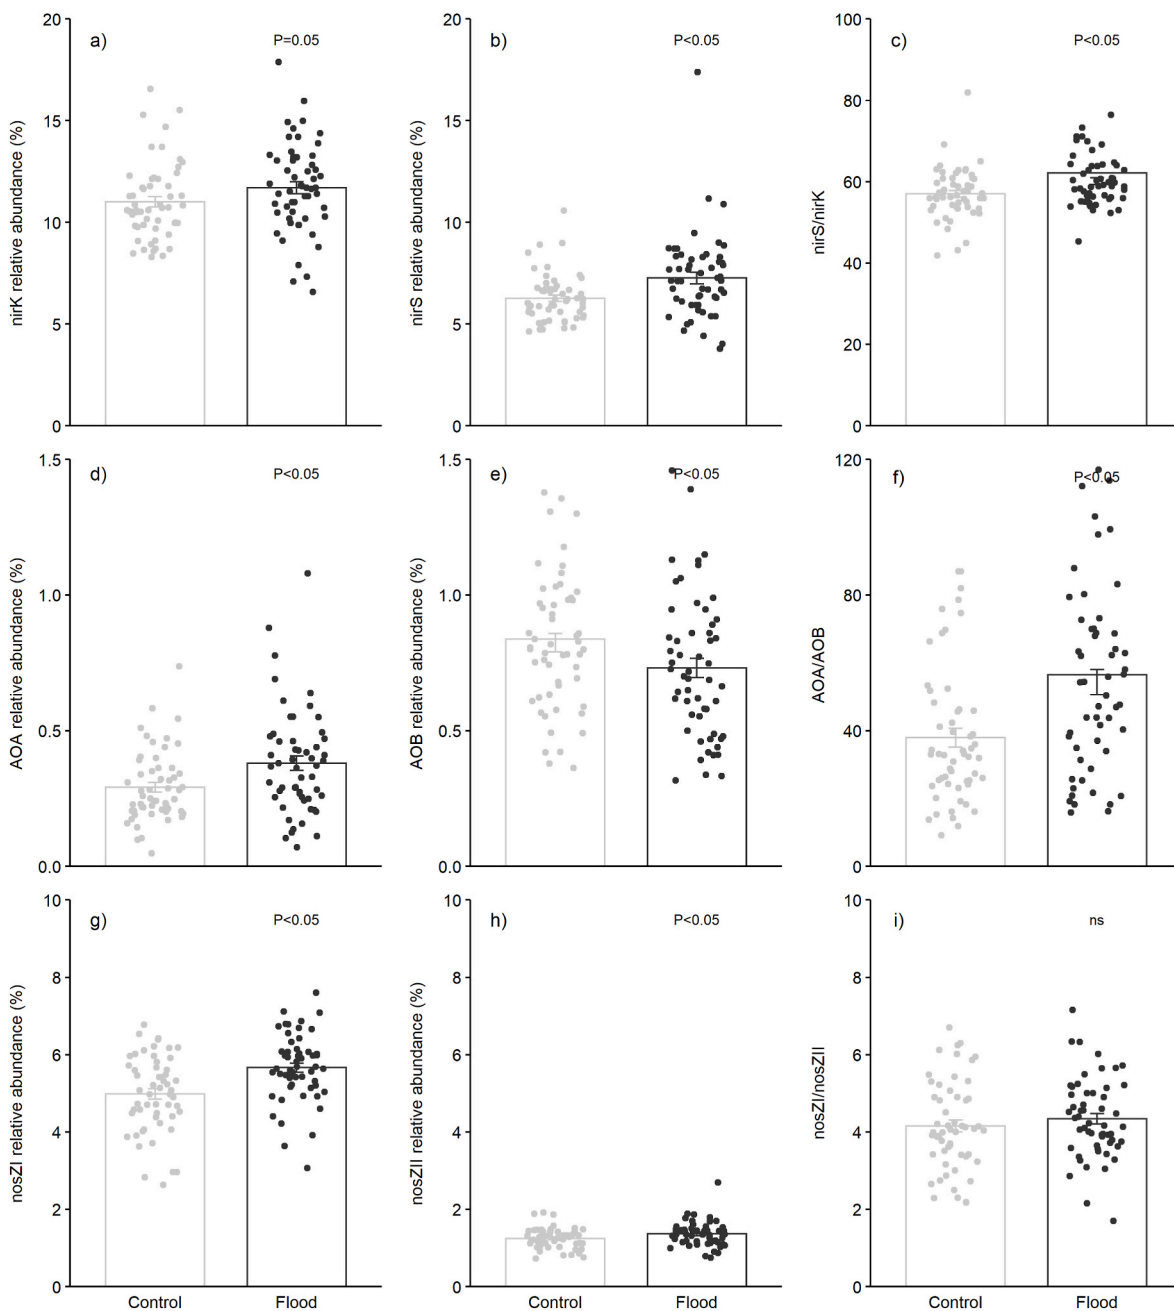 a)
P=0.05
nirK relative abundance (%)
20
15
10
5
0
b)
P<0.05
nirS relative abundance (%)
20
15
10
5
0
c)
P<0.05
nirS/nirK
100
80
60
40
20
0
d)
P<0.05
AOA relative abundance (%)
1.5
1.0
0.5
0.0
e)
P<0.05
AOB relative abundance (%)
1.5
1.0
0.5
0.0
f)
P<0.05
AOA/AOB
120
80
40
0
g)
P<0.05
nosZI relative abundance (%)
10
8
6
4
2
0
Control Flood
h)
P<0.05
nosZII relative abundance (%)
10
8
6
4
2
0
Control Flood
i)
ns
nosZI/nosZII
10
8
6
4
2
0
Control Flood